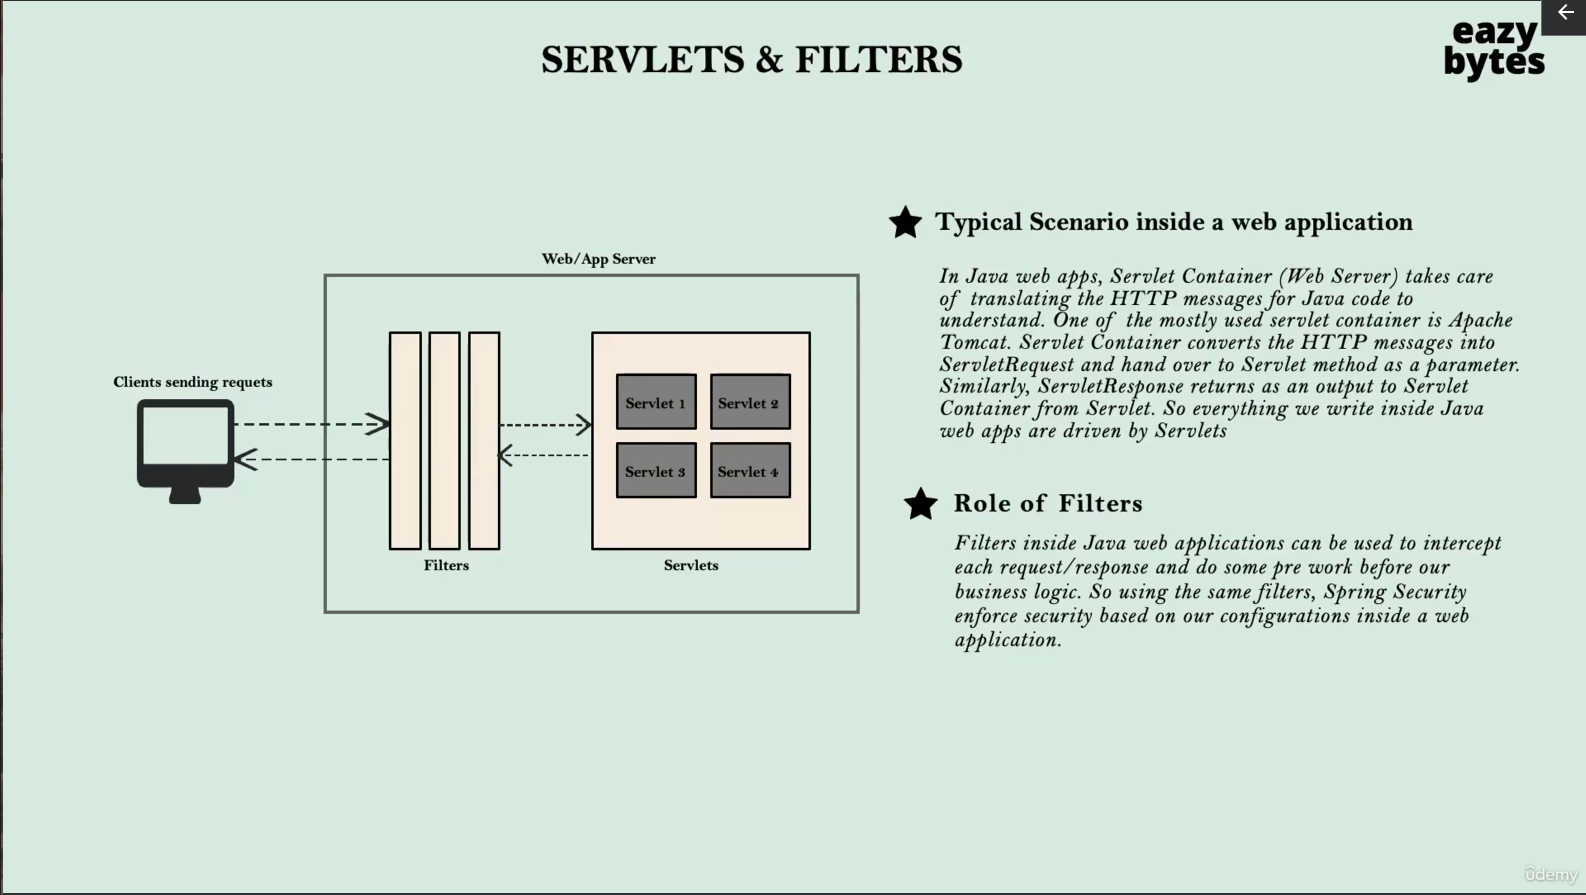 eazy
bytes
SERVLETS & FILTERS
Web/App Server
Clients sending requets
Servlet 1
Servlet 2
Servlet 3
Servlet 4
Filters
Servlets
Typical Scenario inside a web application
In Java web apps, Servlet Container (Web Server) takes care
of translating the HTTP messages for Java code to
understand. One of the mostly used servlet container is Apache
Tomcat. Servlet Container converts the HTTP messages into
ServletRequest and hand over to Servlet method as a parameter.
Similarly, ServletResponse returns as an output to Servlet
Container from Servlet. So everything we write inside Java
web apps are driven by Servlets
Role of Filters
Filters inside Java web applications can be used to intercept
each request/response and do some pre work before our
business logic. So using the same filters, Spring Security
enforce security based on our configurations inside a web
application.
ûdemy